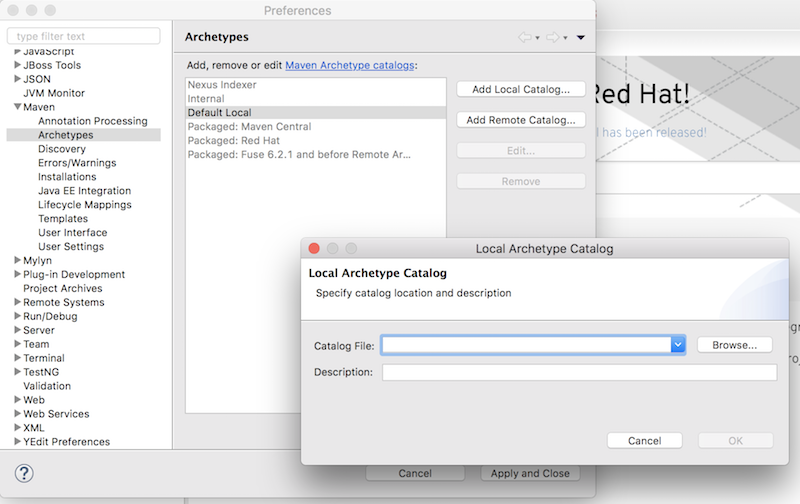 Preferences
type filter text
Archetypes
JavaScript
JBoss Tools
JSON
JVM Monitor
Maven
Annotation Processing
Archetypes
Discovery
Errors/Warnings
Installations
Java EE Integration
Lifecycle Mappings
Templates
User Interface
User Settings
Mylyn
Plug-in Development
Project Archives
Remote Systems
Run/Debug
Server
Team
Terminal
TestNG
Validation
Web
Web Services
XML
YEdit Preferences
Add, remove or edit Maven Archetype catalogs:
Nexus Indexer
Internal
Default Local
Packaged: Maven Central
Packaged: Red Hat
Packaged: Fuse 6.2.1 and before Remote Ar...
Add Local Catalog...
Add Remote Catalog...
Edit...
Remove
Red Hat!
has been released!
Local Archetype Catalog
Local Archetype Catalog
Specify catalog location and description
Catalog File:
Browse...
Description:
Cancel
OK
?
Cancel
Apply and Close